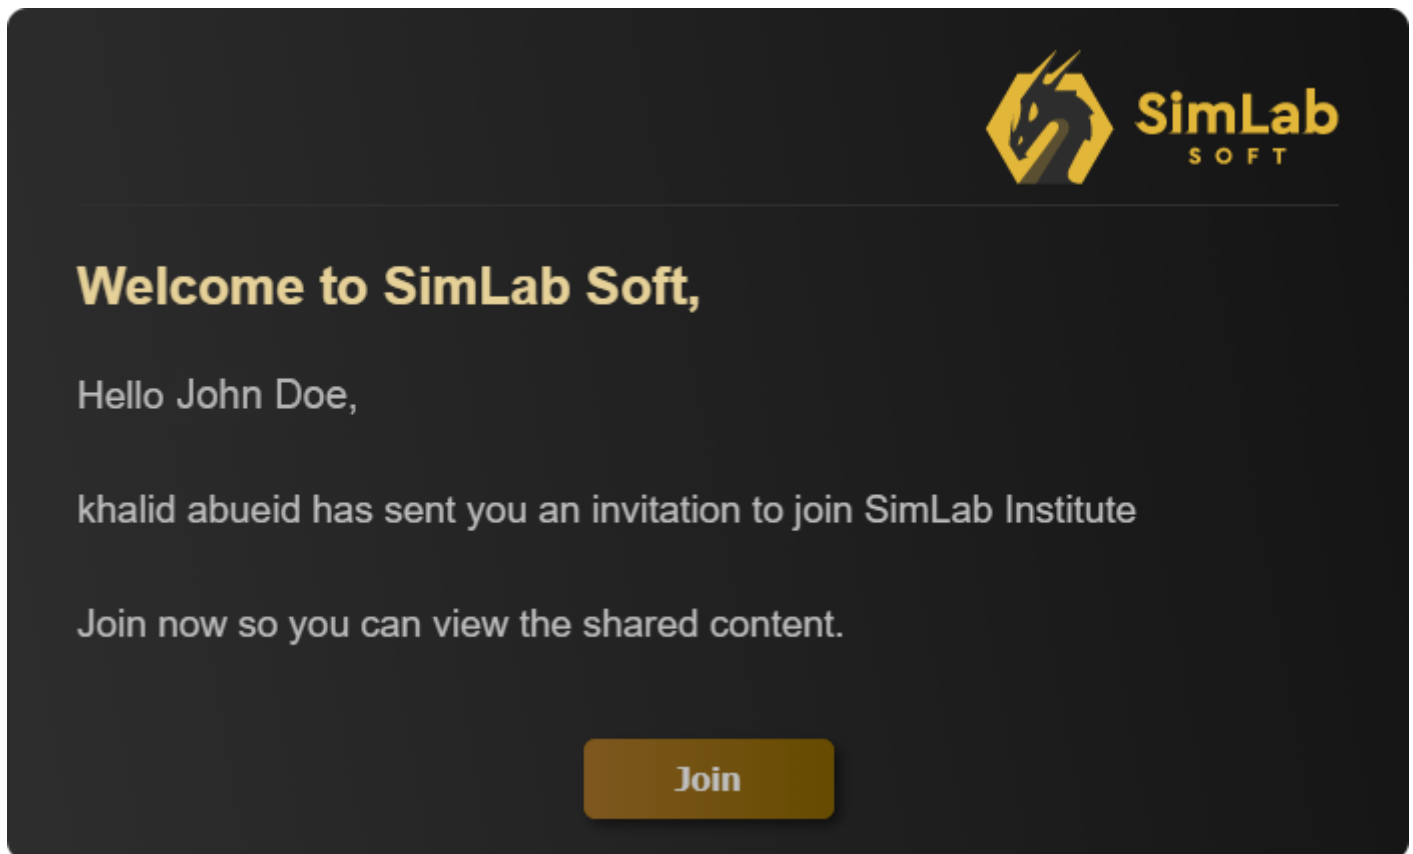 SimLab
SOFT
Welcome to SimLab Soft,
Hello John Doe,
khalid abueid has sent you an invitation to join SimLab Institute
Join now so you can view the shared content.
Join